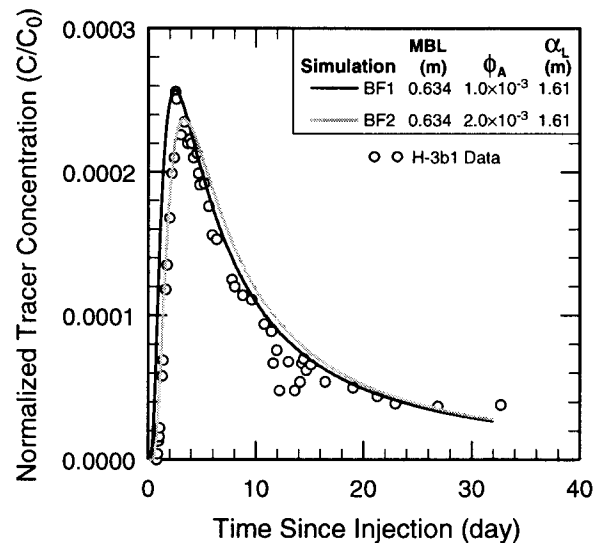 Normalized Tracer Concentration (C/C₀)
0.0003
0.0002
0.0001
0.0000
MBL ϕ_A α_L
Simulation (m) (m)
BF1 0.634 1.0×10⁻³ 1.61
BF2 0.634 2.0×10⁻³ 1.61
H-3b1 Data
0 10 20 30 40
Time Since Injection (day)